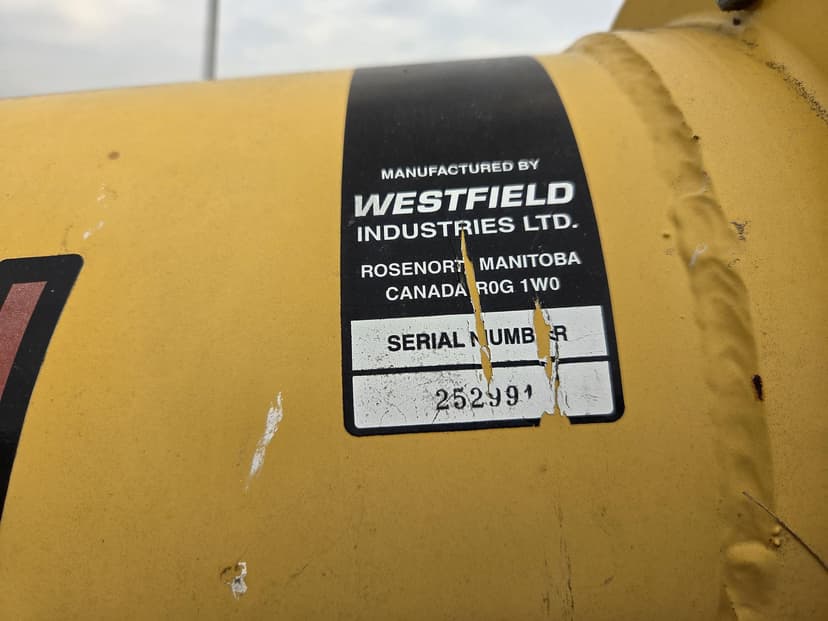 MANUFACTURED BY
WESTFIELD
INDUSTRIES LTD.
ROSENORT MANITOBA
CANADA R0G 1W0
SERIAL NUMBER
252991